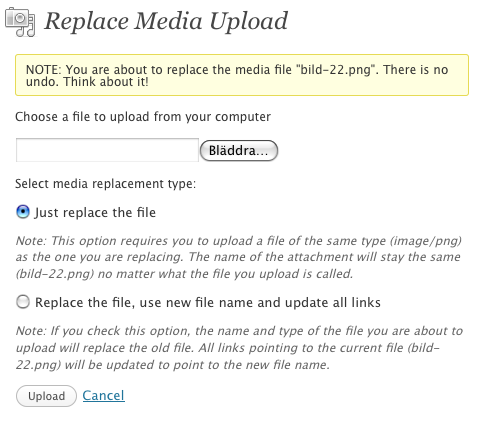 Replace Media Upload
NOTE: You are about to replace the media file "bild-22.png". There is no
undo. Think about it!
Choose a file to upload from your computer
Bläddra...
Select media replacement type:
Just replace the file
Note: This option requires you to upload a file of the same type (image/png)
as the one you are replacing. The name of the attachment will stay the same
(bild-22.png) no matter what the file you upload is called.
Replace the file, use new file name and update all links
Note: If you check this option, the name and type of the file you are about to
upload will replace the old file. All links pointing to the current file (bild-
22.png) will be updated to point to the new file name.
Upload Cancel